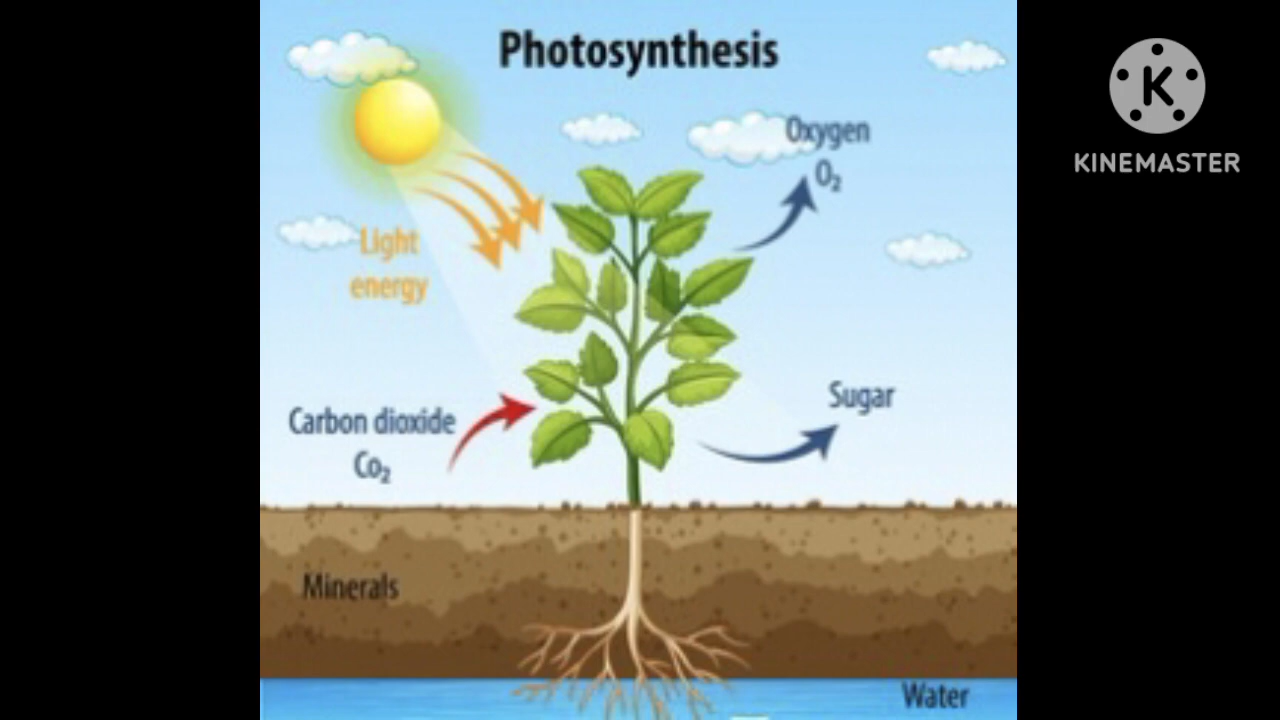 Photosynthesis
KINEMASTER
Oxygen
O₂
Light
energy
Carbon dioxide
Co₂
Sugar
Minerals
Water